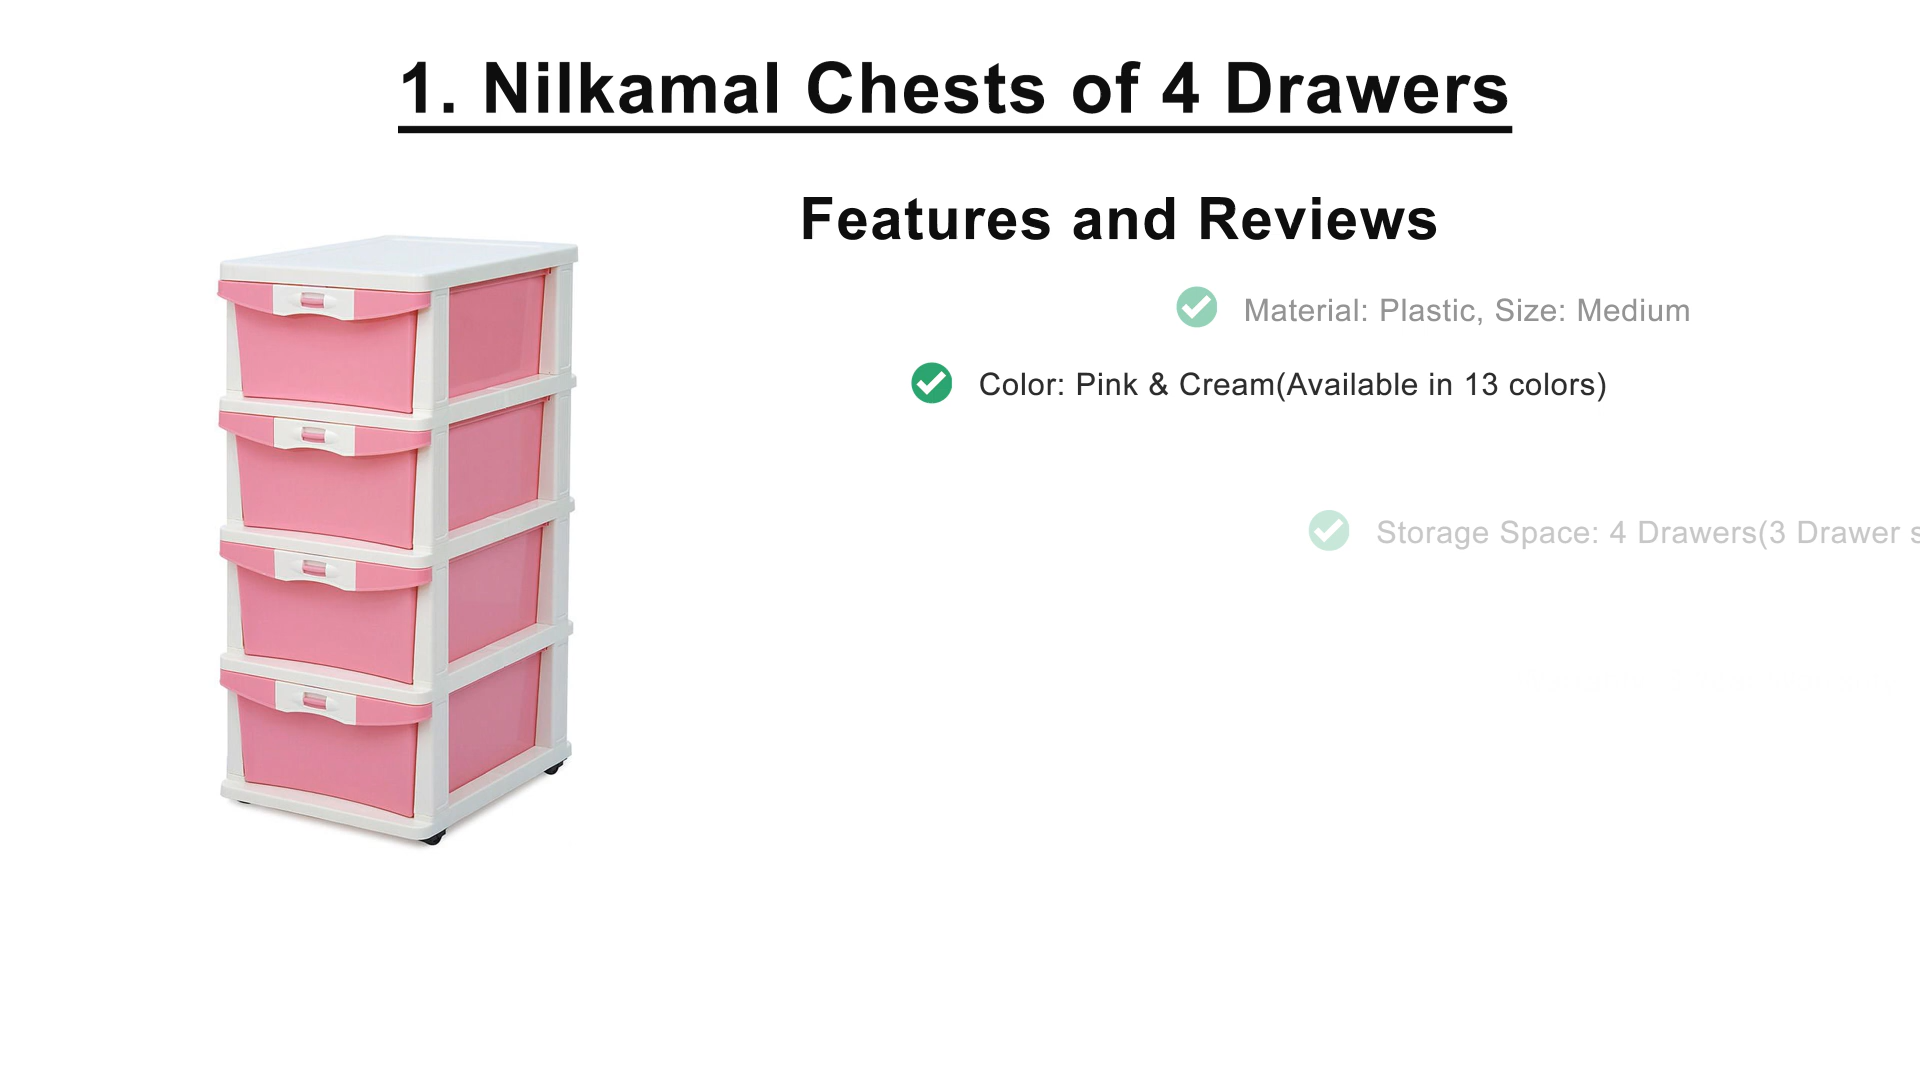 1. Nilkamal Chests of 4 Drawers
Features and Reviews
Material: Plastic, Size: Medium
Color: Pink & Cream(Available in 13 colors)
Storage Space: 4 Drawers(3 Drawer s